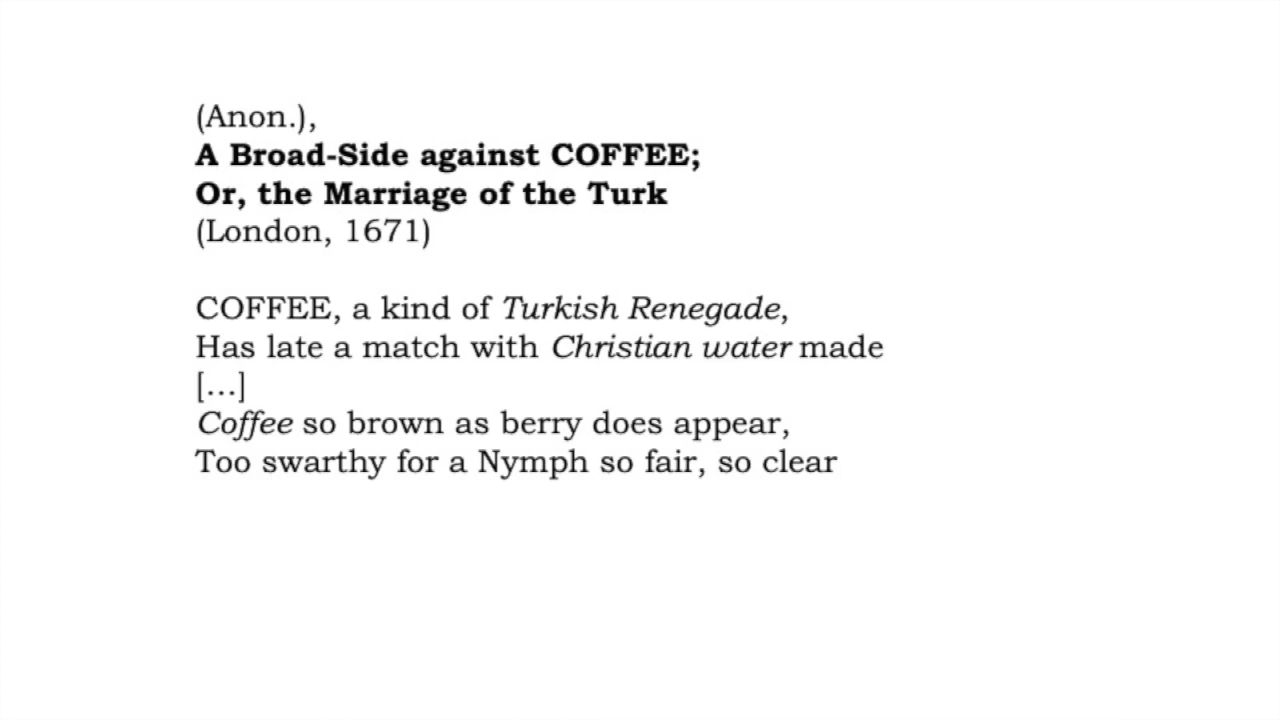 (Anon.),
A Broad-Side against COFFEE;
Or, the Marriage of the Turk
(London, 1671)
COFFEE, a kind of Turkish Renegade,
Has late a match with Christian water made
[…]
Coffee so brown as berry does appear,
Too swarthy for a Nymph so fair, so clear